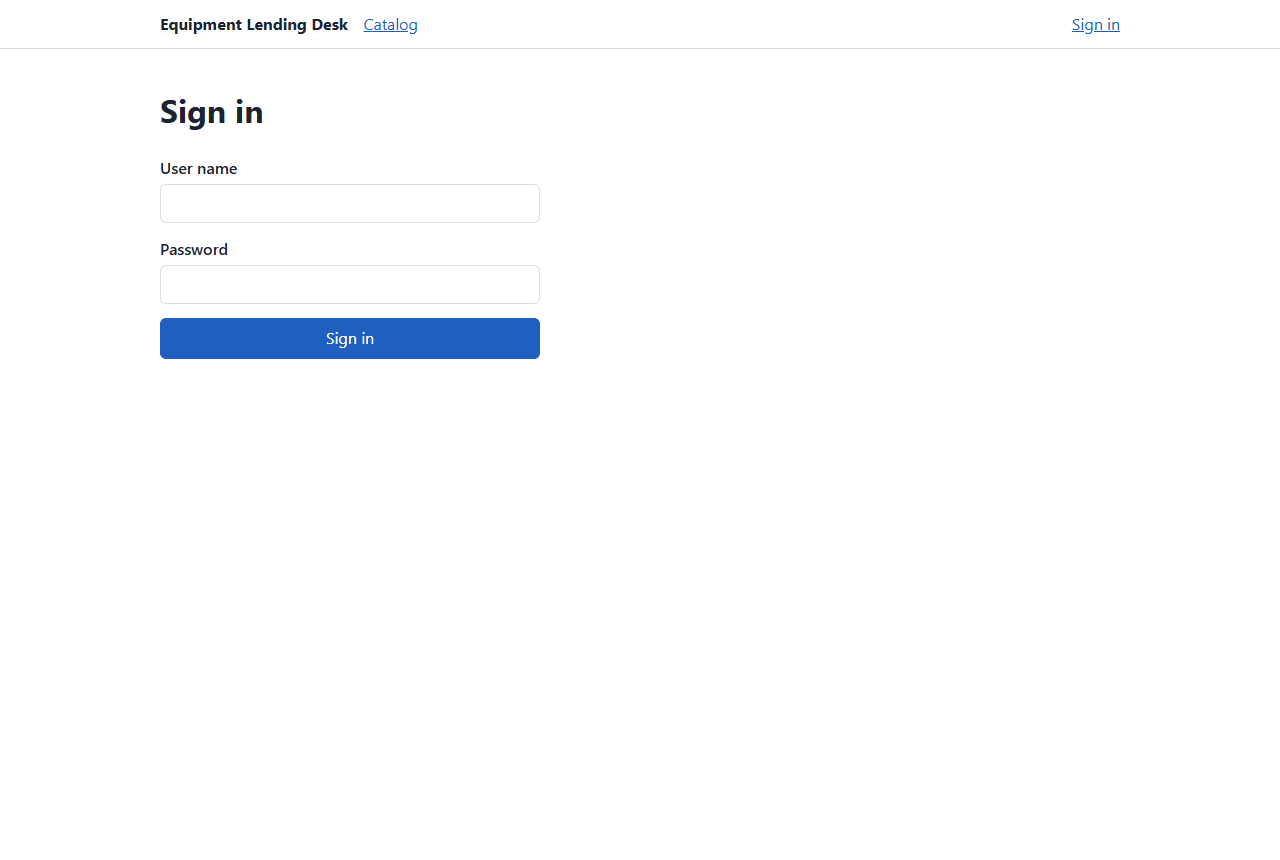 Equipment Lending Desk Catalog Sign in
Sign in
User name
Password
Sign in